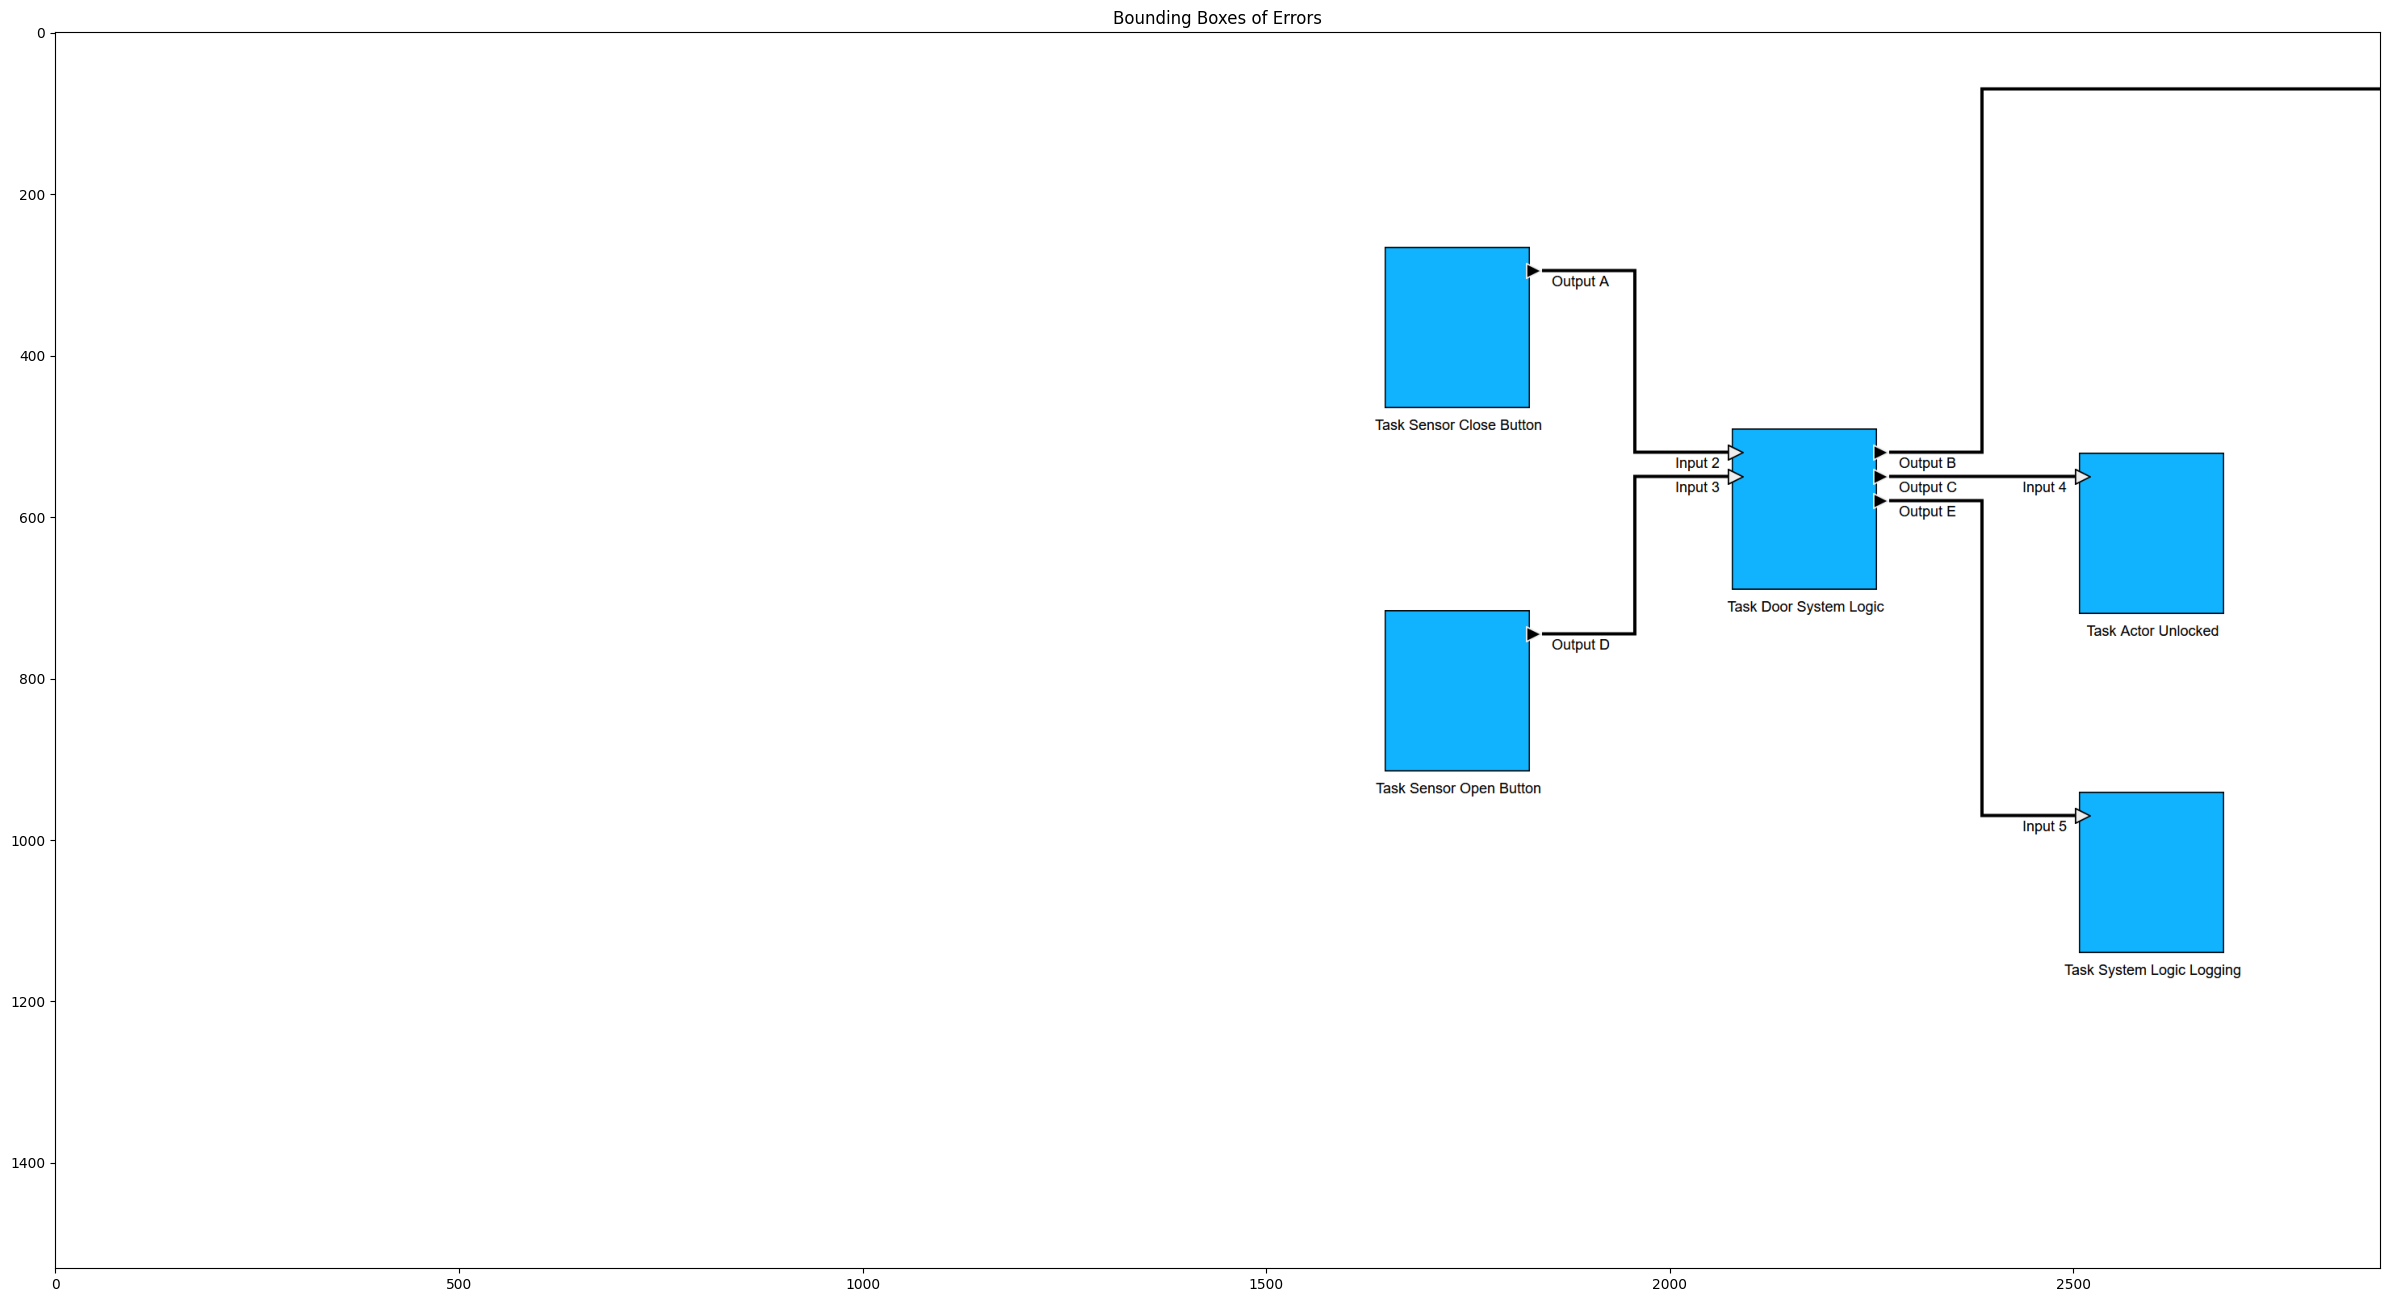 Bounding Boxes of Errors
0
200
400
600
800
1000
1200
1400
Output A
Task Sensor Close Button
Input 2
Input 3
Output B
Output C
Output E
Input 4
Task Door System Logic
Task Actor Unlocked
Output D
Task Sensor Open Button
Input 5
Task System Logic Logging
0
500
1000
1500
2000
2500